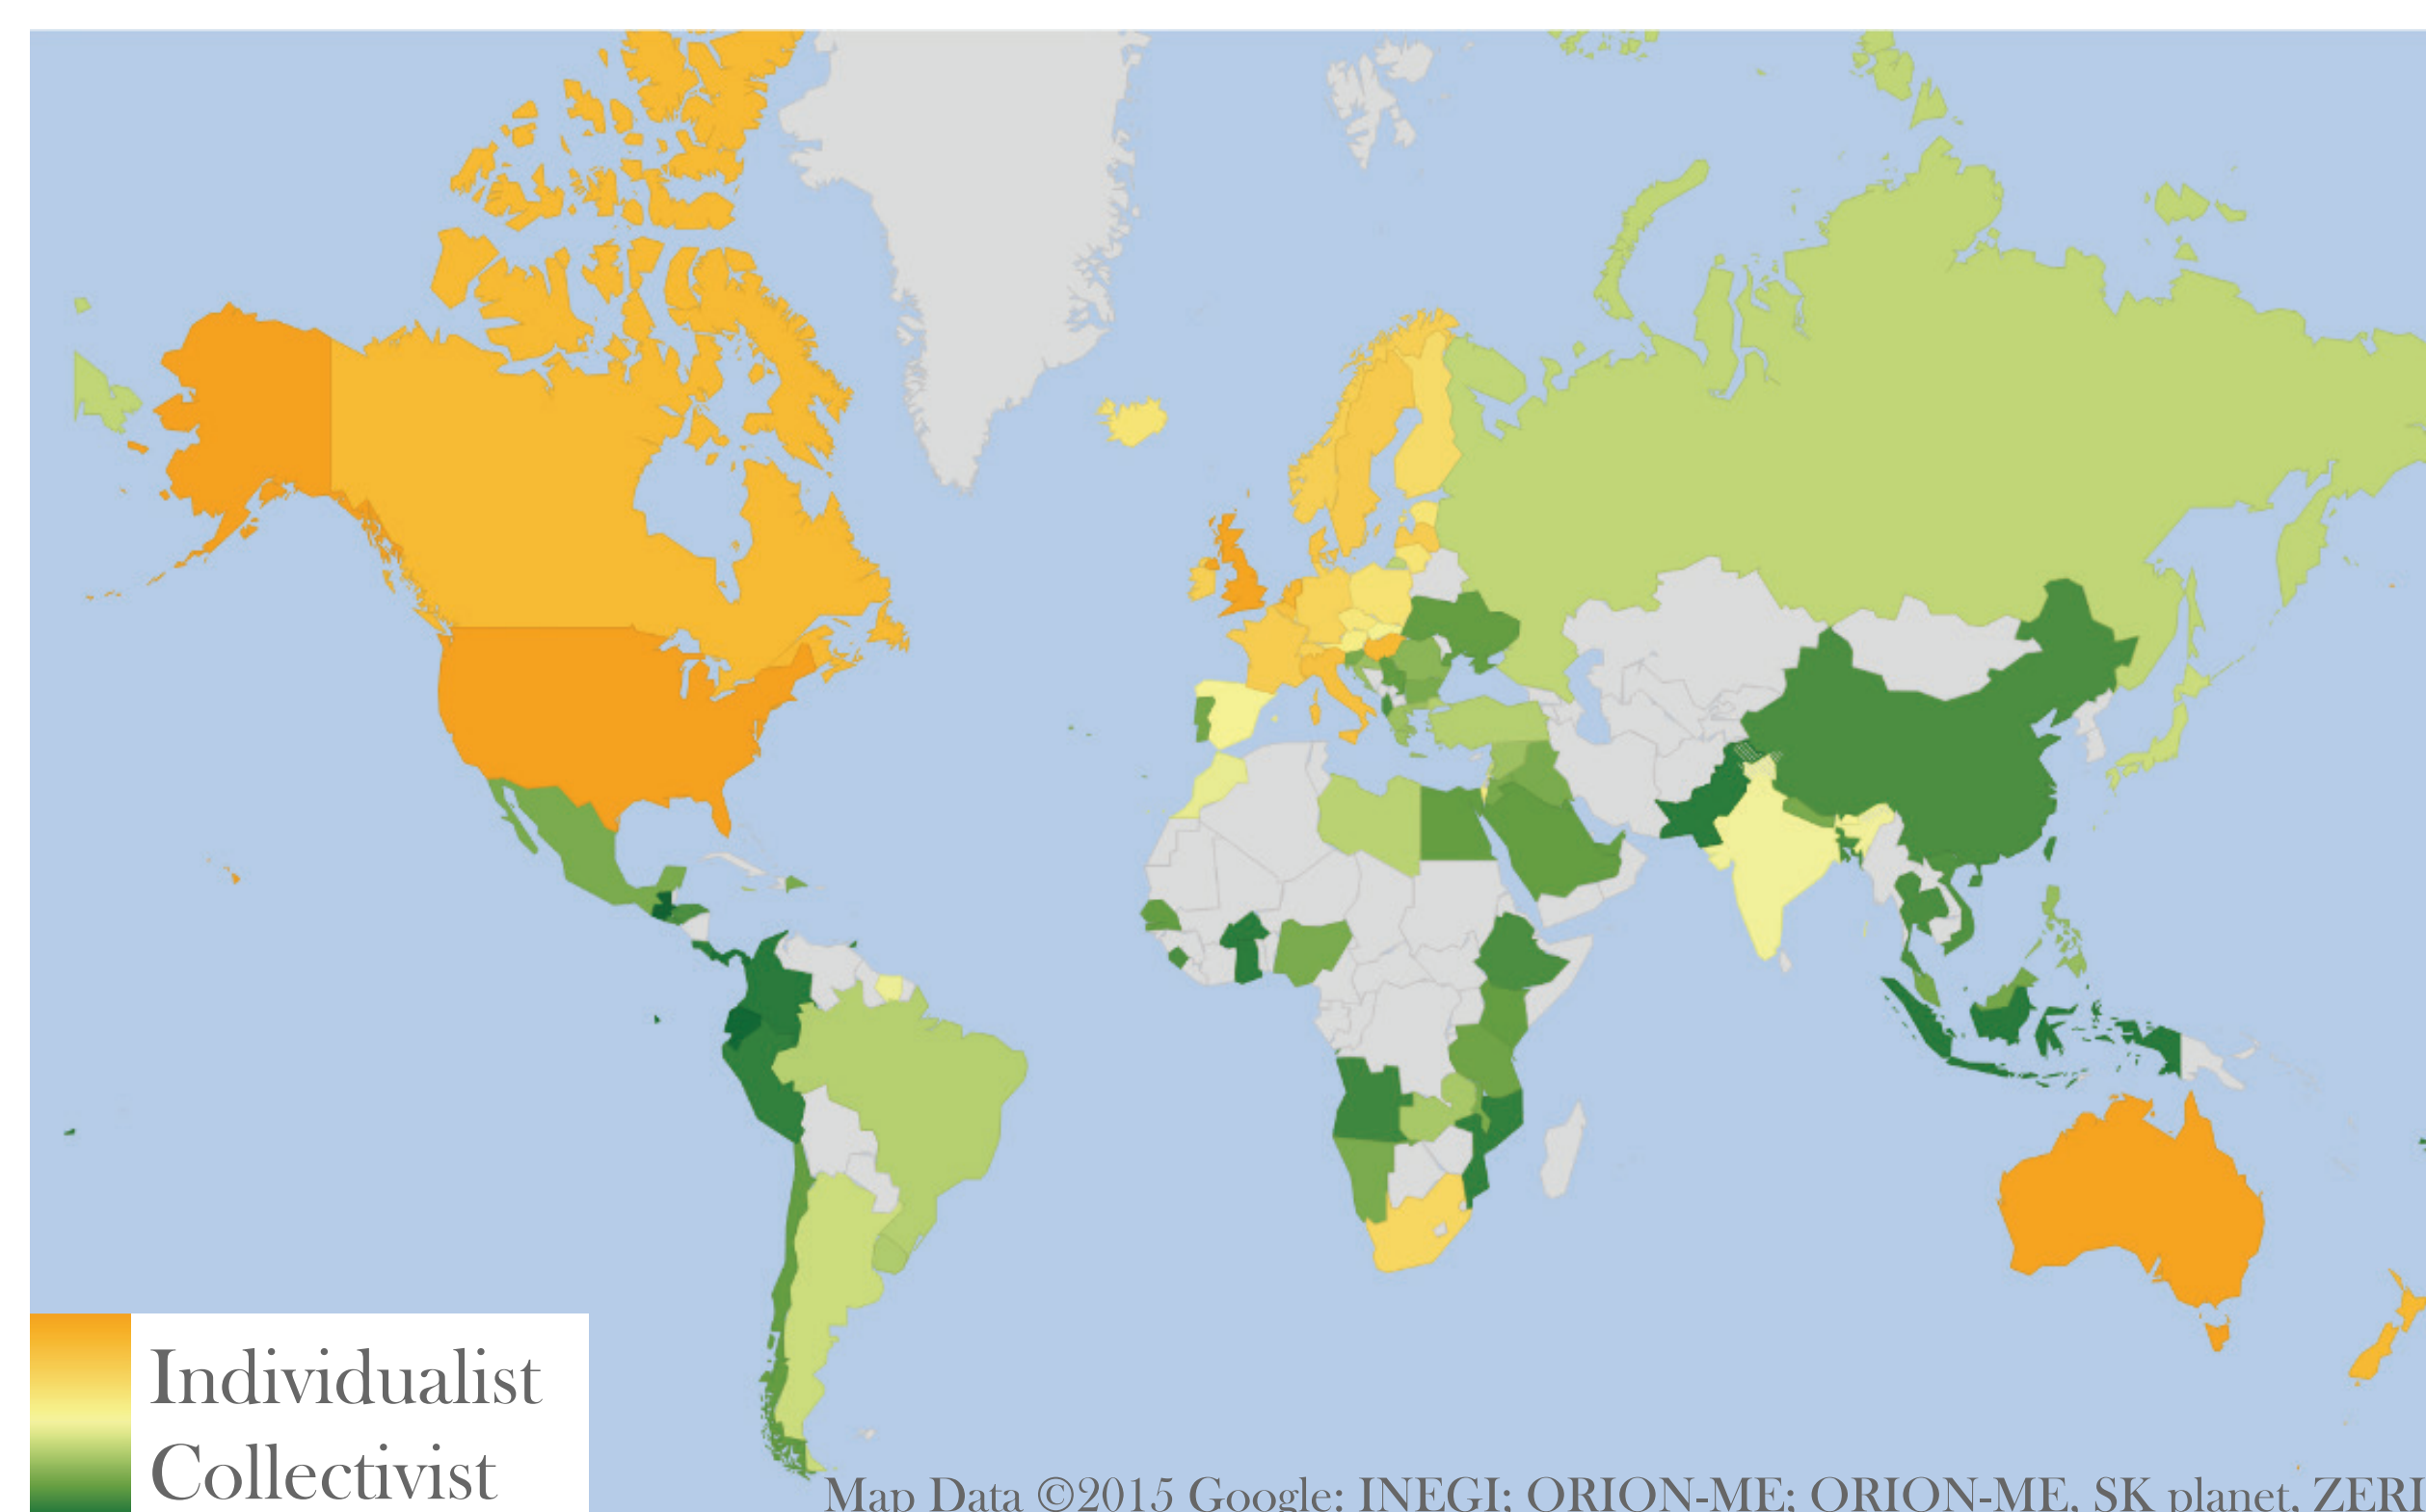 Individualist
Collectivist
Map Data ©2015 Google: INEGI; ORION-ME; ORION-ME, SK planet, ZERI